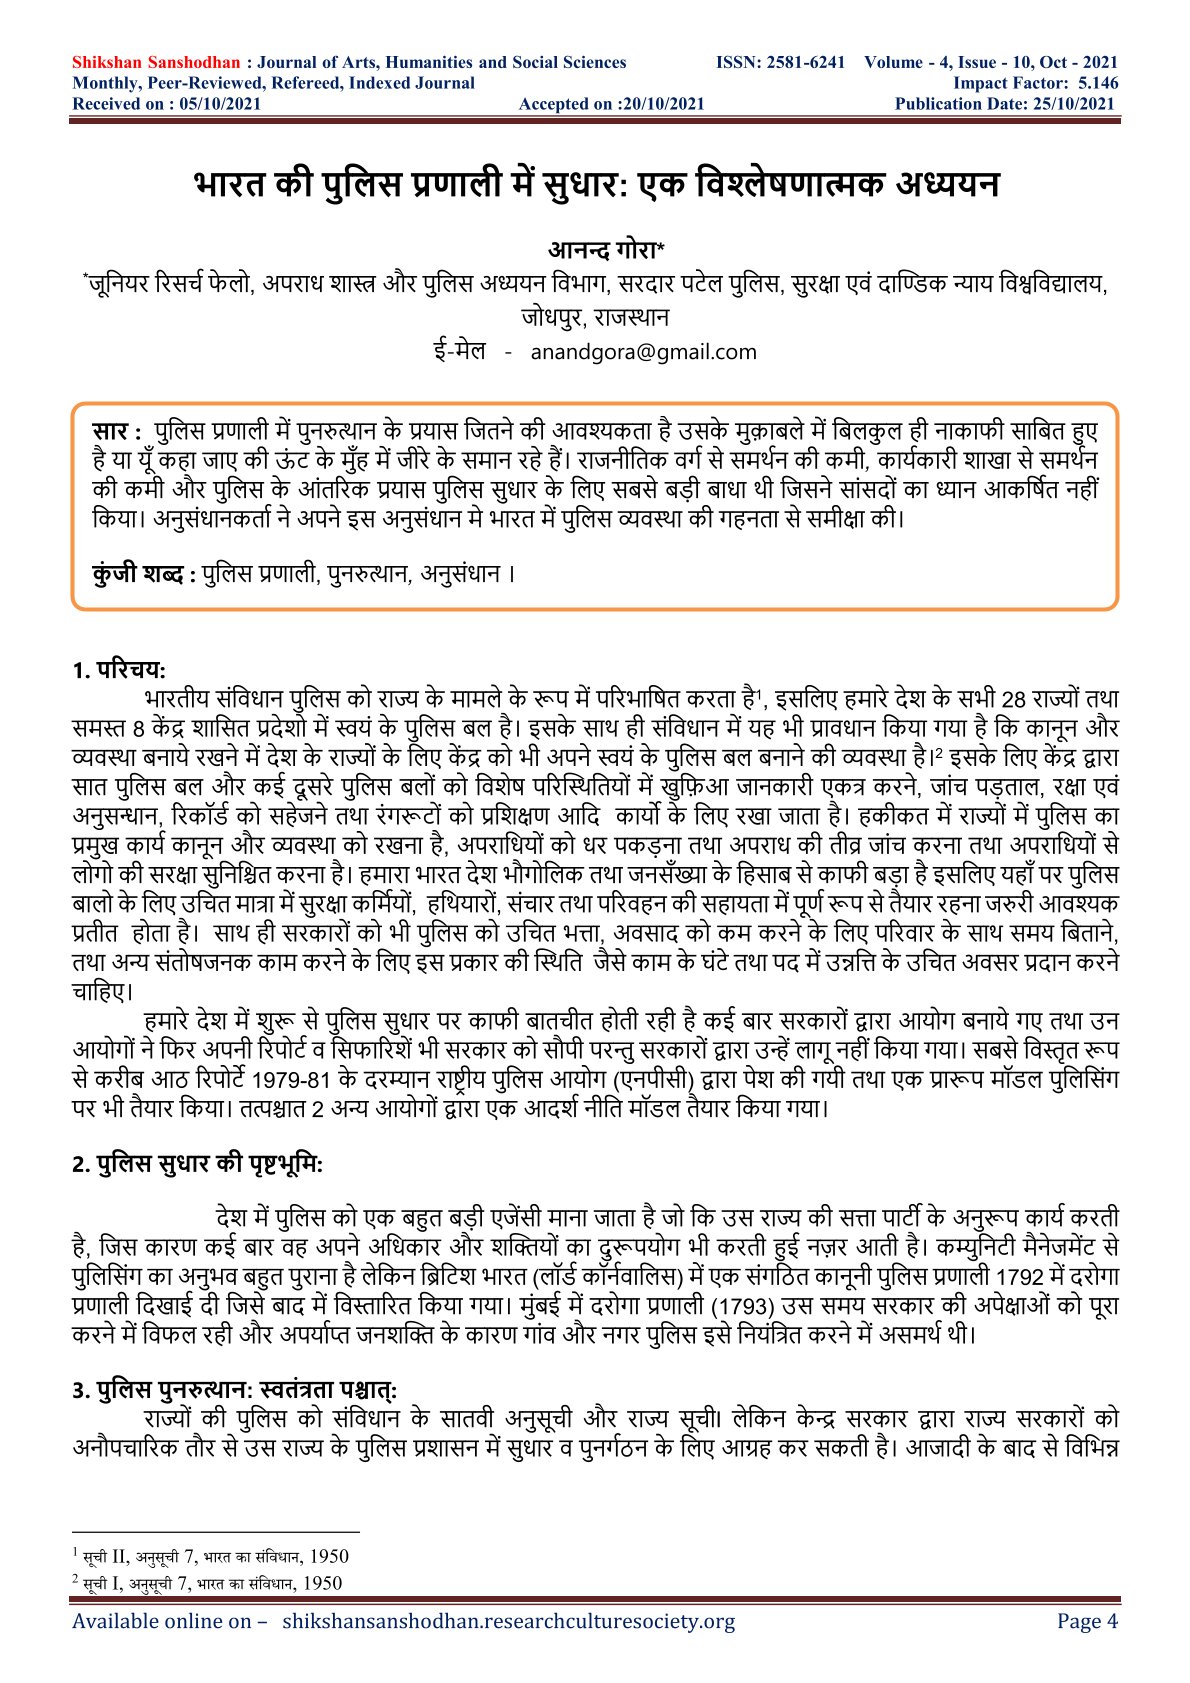 Shikshan Sanshodhan : Journal of Arts, Humanities and Social Sciences ISSN: 2581-6241 Volume - 4, Issue - 10, Oct - 2021
Monthly, Peer-Reviewed, Refereed, Indexed Journal Impact Factor: 5.146
Received on : 05/10/2021 Accepted on :20/10/2021 Publication Date: 25/10/2021
भारत की पुलिस प्रणाली में सुधार: एक विश्लेषणात्मक अध्ययन
आनन्द गोरा*
*जूनियर रिसर्च फेलो, अपराध शास्त्र और पुलिस अध्ययन विभाग, सरदार पटेल पुलिस, सुरक्षा एवं दाण्डिक न्याय विश्वविद्यालय,
जोधपुर, राजस्थान
ई-मेल - anandgora@gmail.com
सार : पुलिस प्रणाली में पुनरुत्थान के प्रयास जितने की आवश्यकता है उसके मुक़ाबले में बिलकुल ही नाकाफी साबित हुए
है या यूँ कहा जाए की ऊंट के मुँह में जीरे के समान रहे हैं। राजनीतिक वर्ग से समर्थन की कमी, कार्यकारी शाखा से समर्थन
की कमी और पुलिस के आंतरिक प्रयास पुलिस सुधार के लिए सबसे बड़ी बाधा थी जिसने सांसदों का ध्यान आकर्षित नहीं
किया। अनुसंधानकर्ता ने अपने इस अनुसंधान मे भारत में पुलिस व्यवस्था की गहनता से समीक्षा की।
कुंजी शब्द : पुलिस प्रणाली, पुनरुत्थान, अनुसंधान ।
1. परिचय:
भारतीय संविधान पुलिस को राज्य के मामले के रूप में परिभाषित करता है¹, इसलिए हमारे देश के सभी 28 राज्यों तथा
समस्त 8 केंद्र शासित प्रदेशो में स्वयं के पुलिस बल है। इसके साथ ही संविधान में यह भी प्रावधान किया गया है कि कानून और
व्यवस्था बनाये रखने में देश के राज्यों के लिए केंद्र को भी अपने स्वयं के पुलिस बल बनाने की व्यवस्था है।² इसके लिए केंद्र द्वारा
सात पुलिस बल और कई दूसरे पुलिस बलों को विशेष परिस्थितियों में खुफ़िआ जानकारी एकत्र करने, जांच पड़ताल, रक्षा एवं
अनुसन्धान, रिकॉर्ड को सहेजने तथा रंगरूटों को प्रशिक्षण आदि कार्यो के लिए रखा जाता है। हकीकत में राज्यों में पुलिस का
प्रमुख कार्य कानून और व्यवस्था को रखना है, अपराधियों को धर पकड़ना तथा अपराध की तीव्र जांच करना तथा अपराधियों से
लोगो की सरक्षा सुनिश्चित करना है। हमारा भारत देश भौगोलिक तथा जनसँख्या के हिसाब से काफी बड़ा है इसलिए यहाँ पर पुलिस
बालो के लिए उचित मात्रा में सुरक्षा कर्मियों, हथियारों, संचार तथा परिवहन की सहायता में पूर्ण रूप से तैयार रहना जरुरी आवश्यक
प्रतीत होता है। साथ ही सरकारों को भी पुलिस को उचित भत्ता, अवसाद को कम करने के लिए परिवार के साथ समय बिताने,
तथा अन्य संतोषजनक काम करने के लिए इस प्रकार की स्थिति जैसे काम के घंटे तथा पद में उन्नत्ति के उचित अवसर प्रदान करने
चाहिए।
हमारे देश में शुरू से पुलिस सुधार पर काफी बातचीत होती रही है कई बार सरकारों द्वारा आयोग बनाये गए तथा उन
आयोगों ने फिर अपनी रिपोर्ट व सिफारिशें भी सरकार को सौपी परन्तु सरकारों द्वारा उन्हें लागू नहीं किया गया। सबसे विस्तृत रूप
से करीब आठ रिपोर्टे 1979-81 के दरम्यान राष्ट्रीय पुलिस आयोग (एनपीसी) द्वारा पेश की गयी तथा एक प्रारूप मॉडल पुलिसिंग
पर भी तैयार किया। तत्पश्चात 2 अन्य आयोगों द्वारा एक आदर्श नीति मॉडल तैयार किया गया।
2. पुलिस सुधार की पृष्टभूमि:
देश में पुलिस को एक बहुत बड़ी एजेंसी माना जाता है जो कि उस राज्य की सत्ता पार्टी के अनुरूप कार्य करती
है, जिस कारण कई बार वह अपने अधिकार और शक्तियों का दुरूपयोग भी करती हुई नज़र आती है। कम्युनिटी मैनेजमेंट से
पुलिसिंग का अनुभव बहुत पुराना है लेकिन ब्रिटिश भारत (लॉर्ड कॉर्नवालिस) में एक संगठित कानूनी पुलिस प्रणाली 1792 में दरोगा
प्रणाली दिखाई दी जिसे बाद में विस्तारित किया गया। मुंबई में दरोगा प्रणाली (1793) उस समय सरकार की अपेक्षाओं को पूरा
करने में विफल रही और अपर्याप्त जनशक्ति के कारण गांव और नगर पुलिस इसे नियंत्रित करने में असमर्थ थी।
3. पुलिस पुनरुत्थान: स्वतंत्रता पश्चात्:
राज्यों की पुलिस को संविधान के सातवी अनुसूची और राज्य सूची। लेकिन केन्द्र सरकार द्वारा राज्य सरकारों को
अनौपचारिक तौर से उस राज्य के पुलिस प्रशासन में सुधार व पुनर्गठन के लिए आग्रह कर सकती है। आजादी के बाद से विभिन्न
¹ सूची II, अनुसूची 7, भारत का संविधान, 1950
² सूची I, अनुसूची 7, भारत का संविधान, 1950
Available online on – shikshansanshodhan.researchculturesociety.org Page 4